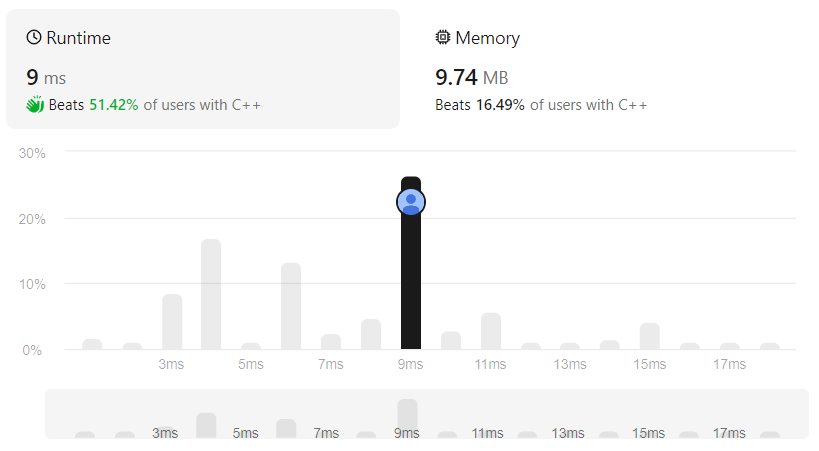 Runtime
9 ms
Beats 51.42% of users with C++
Memory
9.74 MB
Beats 16.49% of users with C++
30%
20%
10%
0%
3ms 5ms 7ms 9ms 11ms 13ms 15ms 17ms
3ms 5ms 7ms 9ms 11ms 13ms 15ms 17ms